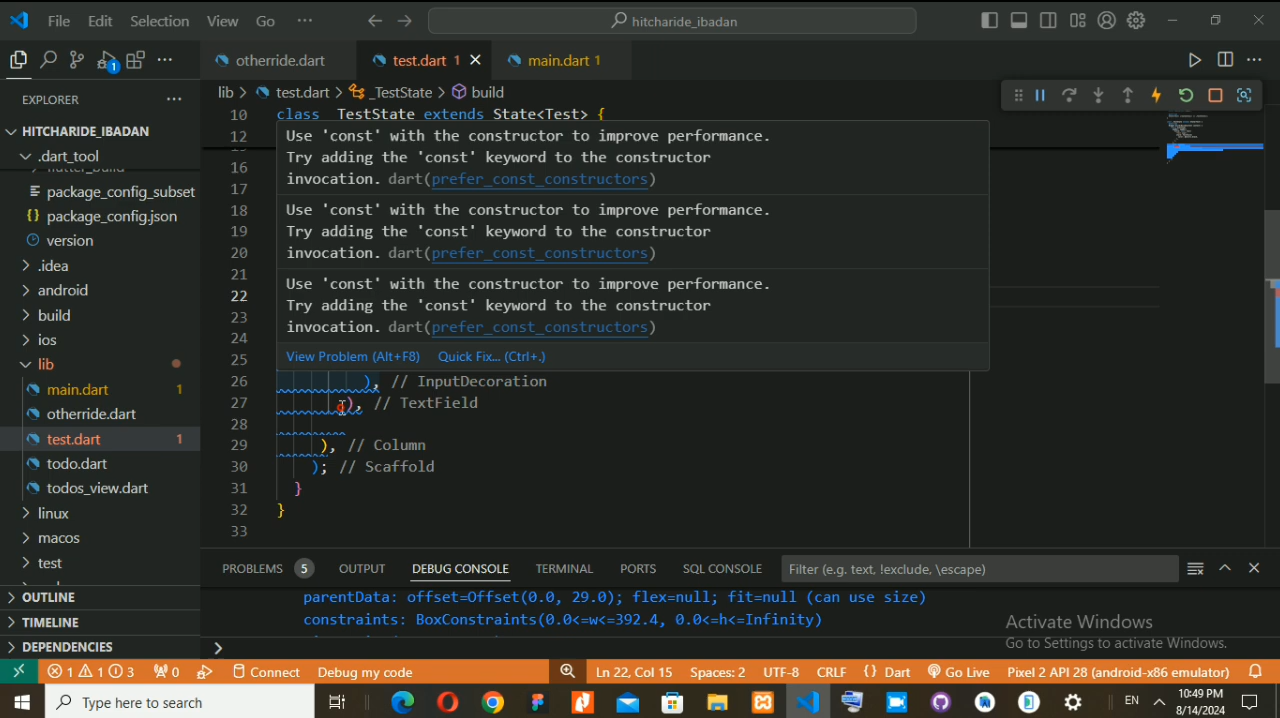 File Edit Selection View Go ··· hitcharide_ibadan
otherride.dart test.dart 1 main.dart 1
EXPLORER
lib > test.dart > _TestState > build
HITCHARIDE_IBADAN
.dart_tool
package_config_subset
package_config.json
version
.idea
android
build
ios
lib
main.dart 1
otherride.dart
test.dart 1
todo.dart
todos_view.dart
linux
macos
test
OUTLINE
TIMELINE
DEPENDENCIES
10 class _TestState extends State<Test> {
12
16
17
18
19
20
21
22
23
24
25
Use 'const' with the constructor to improve performance.
Try adding the 'const' keyword to the constructor
invocation. dart(prefer_const_constructors)
Use 'const' with the constructor to improve performance.
Try adding the 'const' keyword to the constructor
invocation. dart(prefer_const_constructors)
Use 'const' with the constructor to improve performance.
Try adding the 'const' keyword to the constructor
invocation. dart(prefer_const_constructors)
View Problem (Alt+F8) Quick Fix... (Ctrl+.)
26 ), // InputDecoration
27 ), // TextField
28
29 ), // Column
30 ); // Scaffold
31 }
32 }
33
PROBLEMS 5 OUTPUT DEBUG CONSOLE TERMINAL PORTS SQL CONSOLE Filter (e.g. text, !exclude, \escape)
parentData: offset=Offset(0.0, 29.0); flex=null; fit=null (can use size)
constraints: BoxConstraints(0.0<=w<=392.4, 0.0<=h<=Infinity)
Activate Windows
Go to Settings to activate Windows.
1 1 3 0 Connect Debug my code Ln 22, Col 15 Spaces: 2 UTF-8 CRLF {} Dart Go Live Pixel 2 API 28 (android-x86 emulator)
Type here to search EN 10:49 PM
8/14/2024